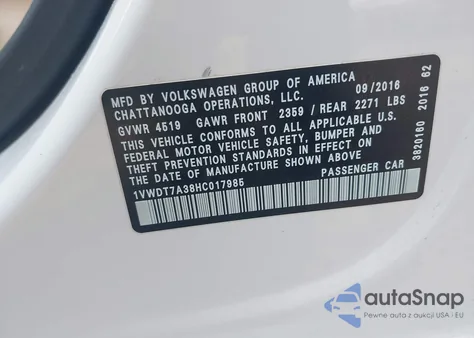 MFD BY VOLKSWAGEN GROUP OF AMERICA
CHATTANOOGA OPERATIONS, LLC. 09/2016
GVWR 4519 GAWR FRONT 2359 / REAR 2271 LBS
THIS VEHICLE CONFORMS TO ALL APPLICABLE U.S.
FEDERAL MOTOR VEHICLE SAFETY, BUMPER AND
THEFT PREVENTION STANDARDS IN EFFECT ON
THE DATE OF MANUFACTURE SHOWN ABOVE
1VWDT7A38HC017985 PASSENGER CAR
3820160 2016 62
autoSnap
Pewne auta z aukcji USA i EU